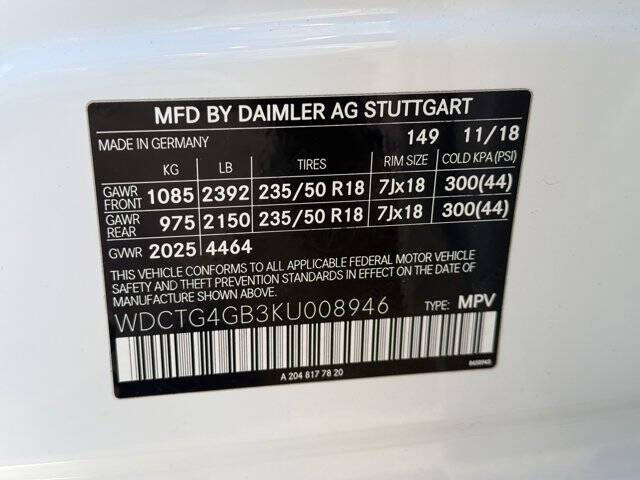 MFD BY DAIMLER AG STUTTGART
MADE IN GERMANY 149 11/18
KG LB TIRES RIM SIZE COLD KPA (PSI)
GAWR FRONT 1085 2392 235/50 R18 7Jx18 300(44)
GAWR REAR 975 2150 235/50 R18 7Jx18 300(44)
GVWR 2025 4464
THIS VEHICLE CONFORMS TO ALL APPLICABLE FEDERAL MOTOR VEHICLE
SAFETY AND THEFT PREVENTION STANDARDS IN EFFECT ON THE DATE OF
MANUFACTURE SHOWN ABOVE.
WDCTG4GB3KU008946 TYPE: MPV
A 204 817 78 20